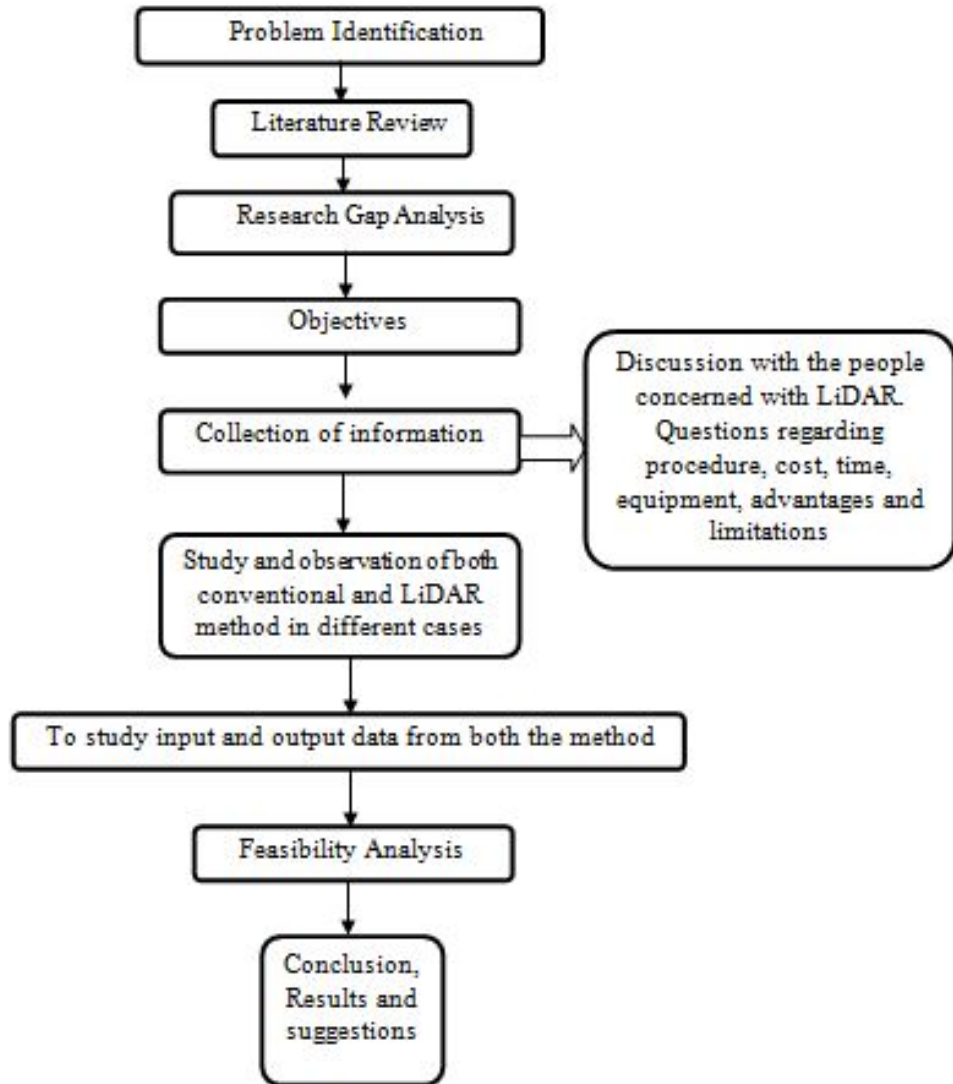 Problem Identification
Literature Review
Research Gap Analysis
Objectives
Collection of information
Discussion with the people
concerned with LiDAR.
Questions regarding
procedure, cost, time,
equipment, advantages and
limitations
Study and observation of both
conventional and LiDAR
method in different cases
To study input and output data from both the method
Feasibility Analysis
Conclusion,
Results and
suggestions